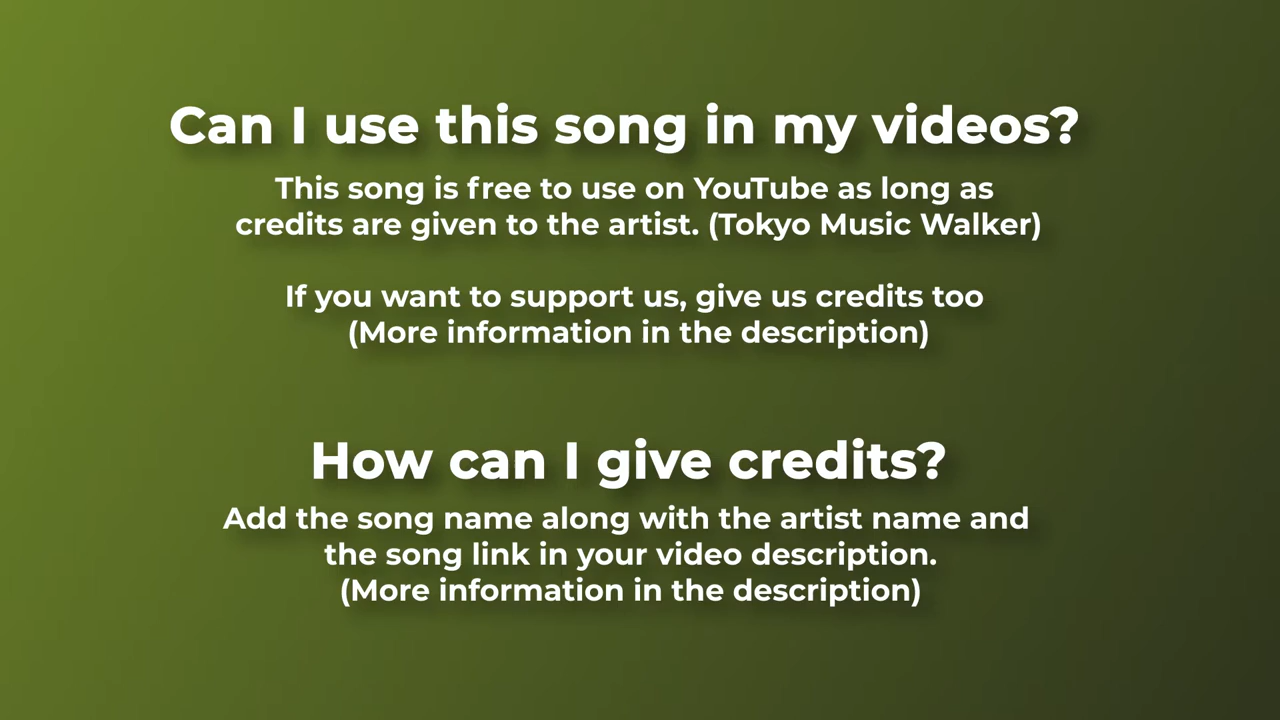 Can I use this song in my videos?
This song is free to use on YouTube as long as
credits are given to the artist. (Tokyo Music Walker)
If you want to support us, give us credits too
(More information in the description)
How can I give credits?
Add the song name along with the artist name and
the song link in your video description.
(More information in the description)